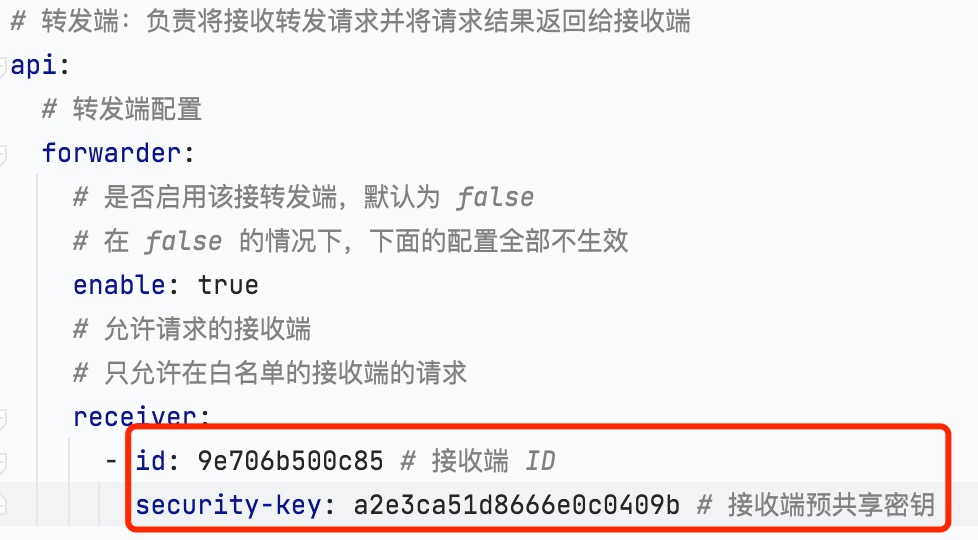 # 转发端：负责将接收转发请求并将请求结果返回给接收端
api:
# 转发端配置
forwarder:
# 是否启用该接转发端，默认为 false
# 在 false 的情况下，下面的配置全部不生效
enable: true
# 允许请求的接收端
# 只允许在白名单的接收端的请求
receiver:
- id: 9e706b500c85 # 接收端 ID
security-key: a2e3ca51d8666e0c0409b # 接收端预共享密钥